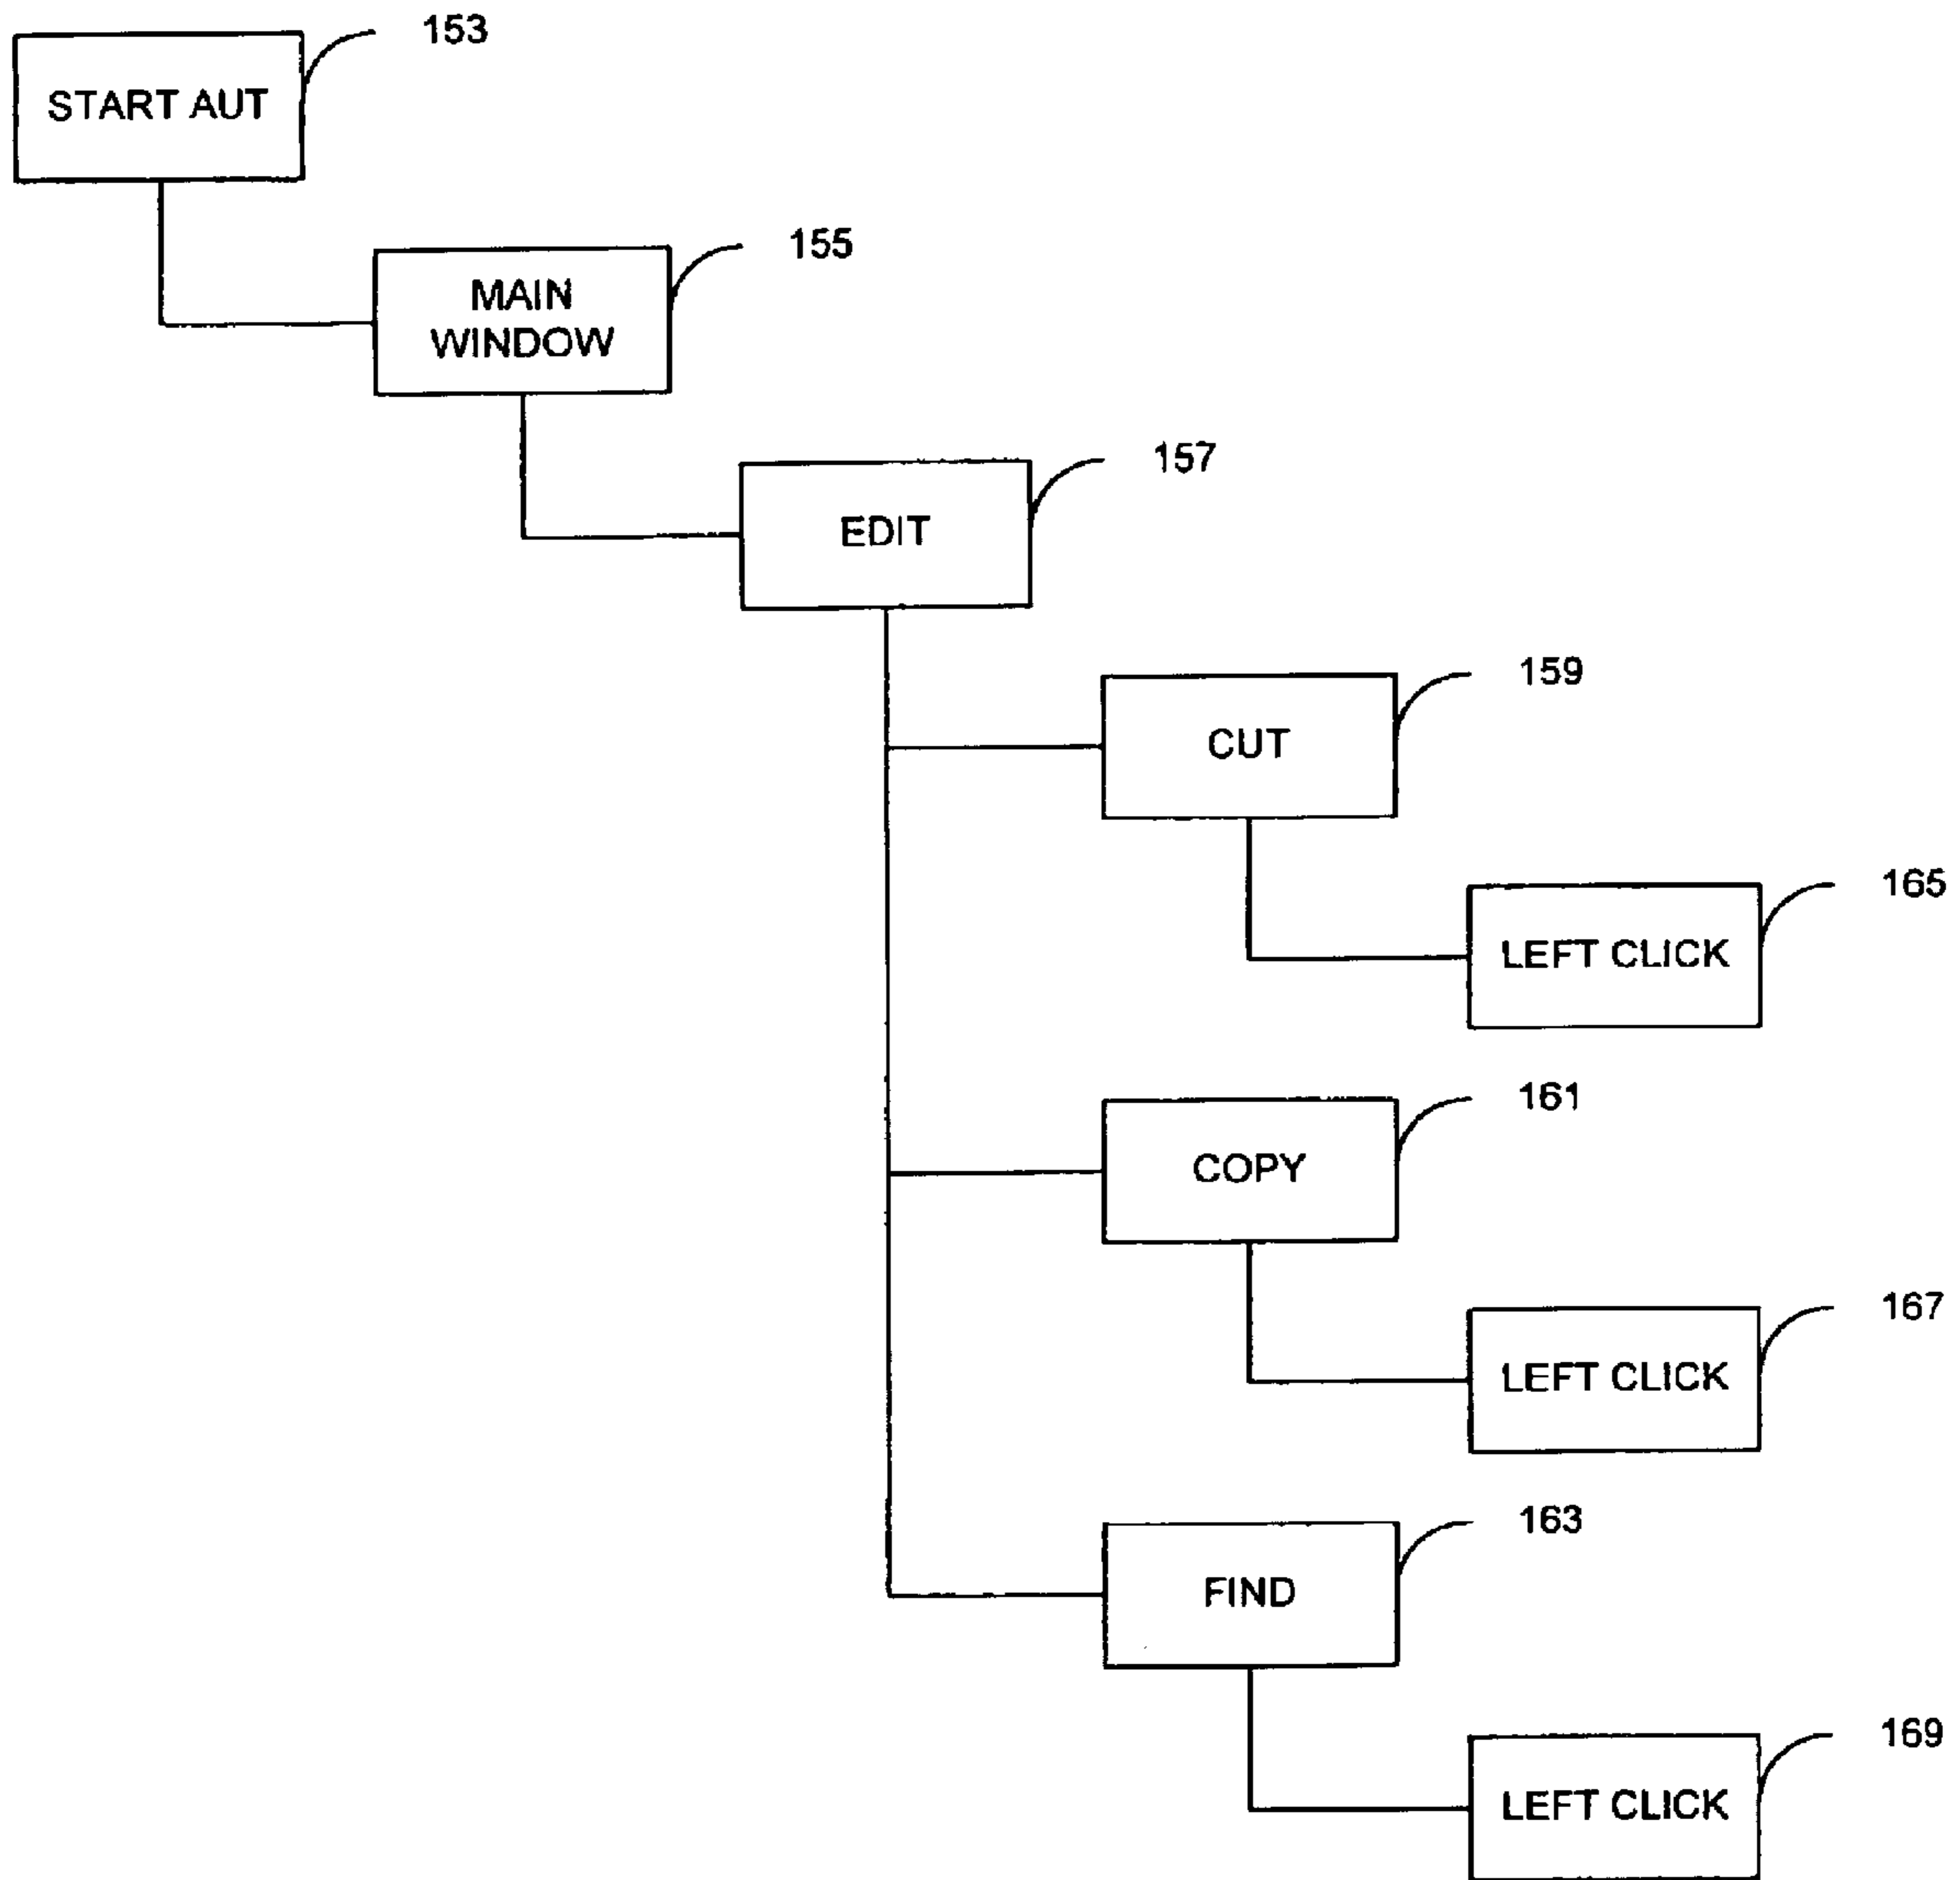 153
START AUT
155
MAIN
WINDOW
157
EDIT
159
CUT
165
LEFT CLICK
161
COPY
167
LEFT CLICK
163
FIND
169
LEFT CLICK